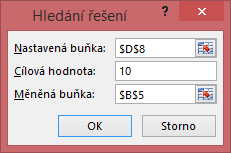 Hledání řešení
Nastavená buňka: $D$8
Cílová hodnota: 10
Měněná buňka: $B$5
OK Storno